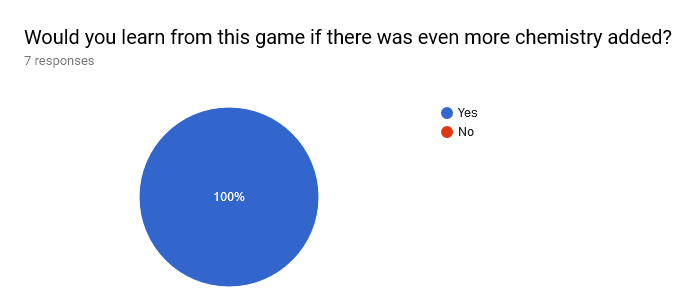 Would you learn from this game if there was even more chemistry added?
7 responses
Yes
No
100%